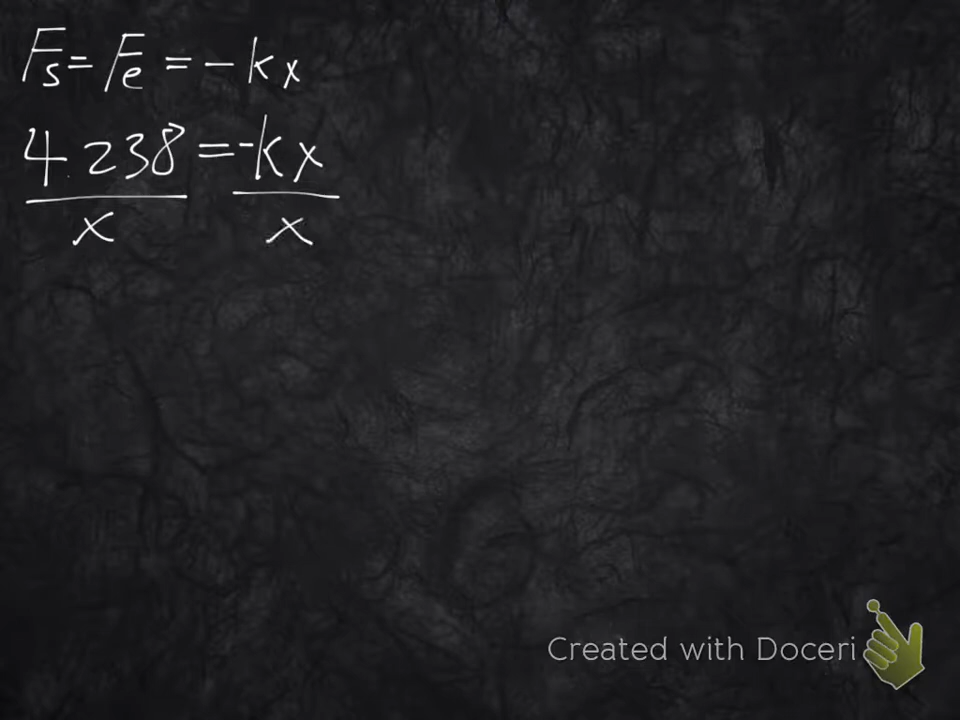 Fs = Fe = - kx
4.238 = -kx
x x
Created with Doceri